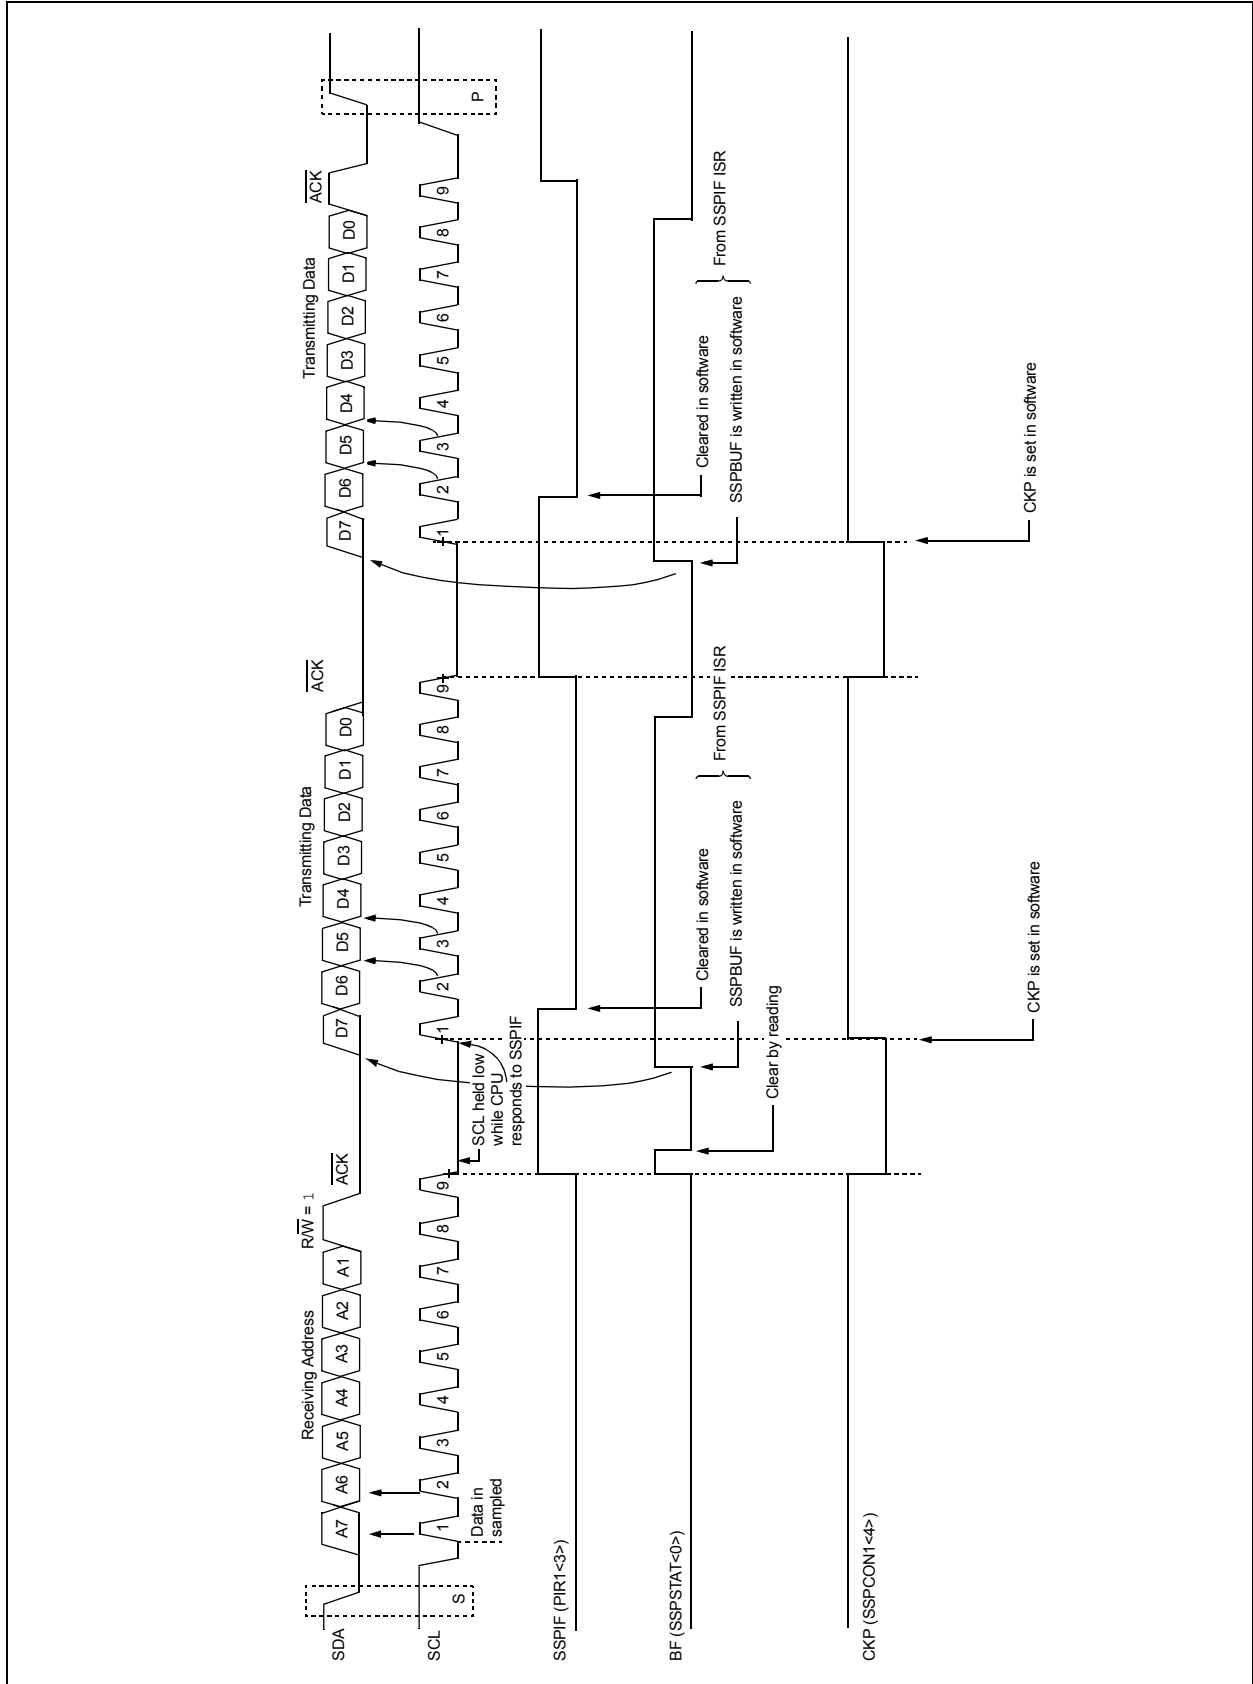 Receiving Address
R/W = 1
ACK
Transmitting Data
ACK
Transmitting Data
ACK
SDA
A7 A6 A5 A4 A3 A2 A1
D7 D6 D5 D4 D3 D2 D1 D0
D7 D6 D5 D4 D3 D2 D1 D0
SCL
1 2 3 4 5 6 7 8 9
1 2 3 4 5 6 7 8 9
1 2 3 4 5 6 7 8 9
S
P
Data in
sampled
SCL held low
while CPU
responds to SSPIF
SSPIF (PIR1<3>)
Cleared in software
Cleared in software
BF (SSPSTAT<0>)
From SSPIF ISR
From SSPIF ISR
SSPBUF is written in software
SSPBUF is written in software
Clear by reading
CKP (SSPCON1<4>)
CKP is set in software
CKP is set in software